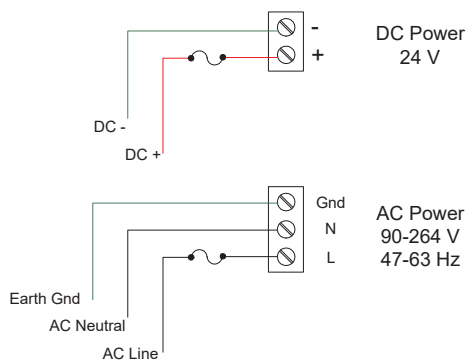 -
+
DC Power
24 V
DC -
DC +
Gnd
N
L
AC Power
90-264 V
47-63 Hz
Earth Gnd
AC Neutral
AC Line